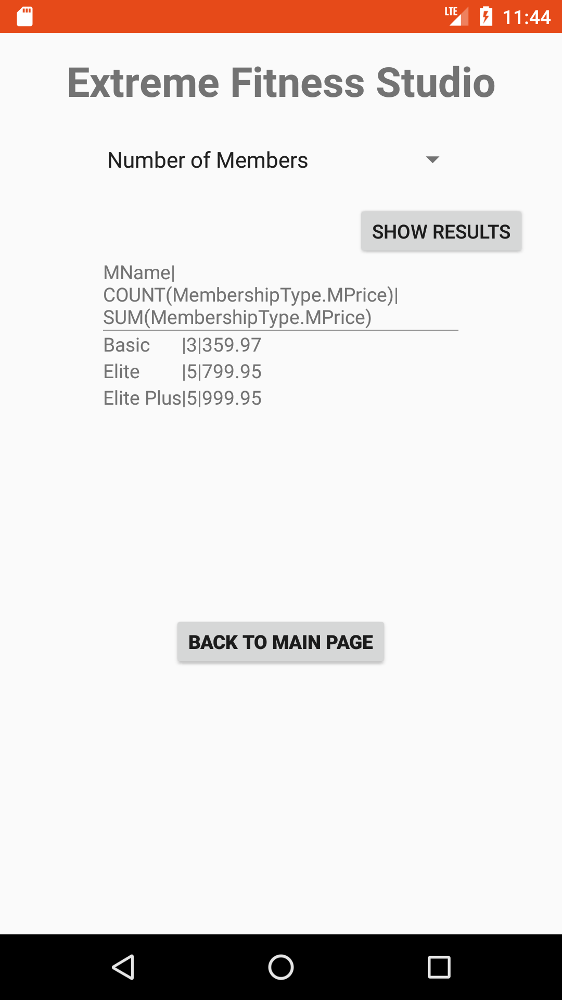 LTE 11:44
Extreme Fitness Studio
Number of Members
SHOW RESULTS
MName|
COUNT(MembershipType.MPrice)|
SUM(MembershipType.MPrice)
Basic |3|359.97
Elite |5|799.95
Elite Plus|5|999.95
BACK TO MAIN PAGE